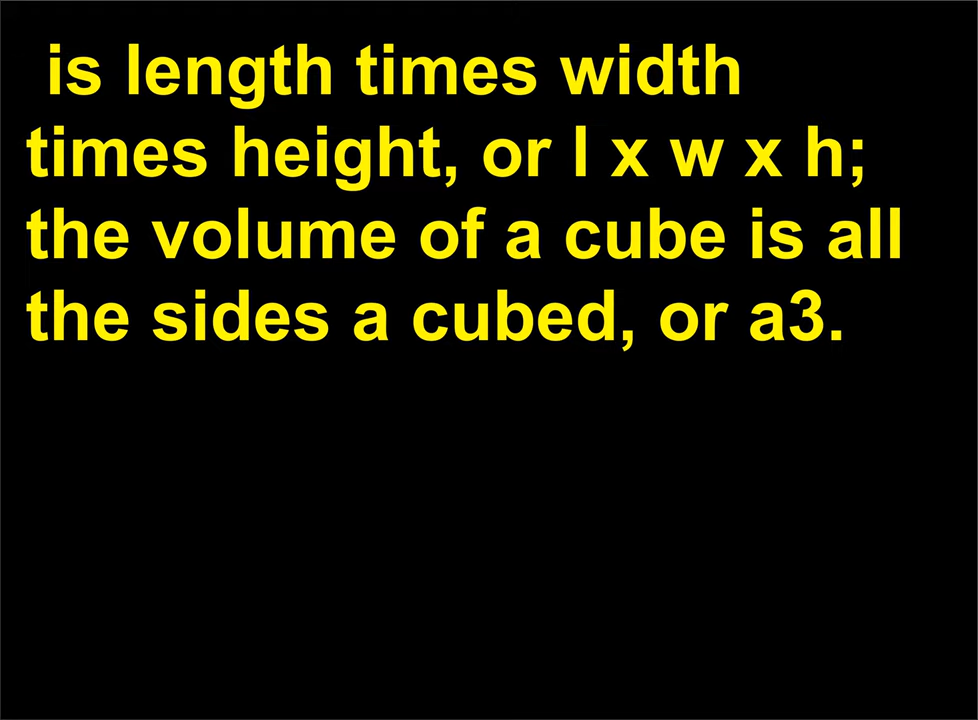 is length times width
times height, or l x w x h;
the volume of a cube is all
the sides a cubed, or a3.